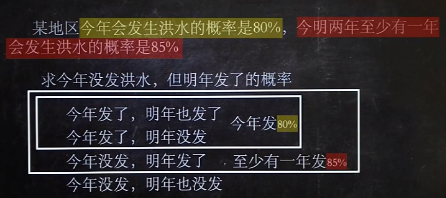 某地区今年会发生洪水的概率是80%，今明两年至少有一年
会发生洪水的概率是85%
求今年没发洪水，但明年发了的概率
今年发了，明年也发了
今年发80%
今年发了，明年没发
今年没发，明年发了 至少有一年发85%
今年没发，明年也没发